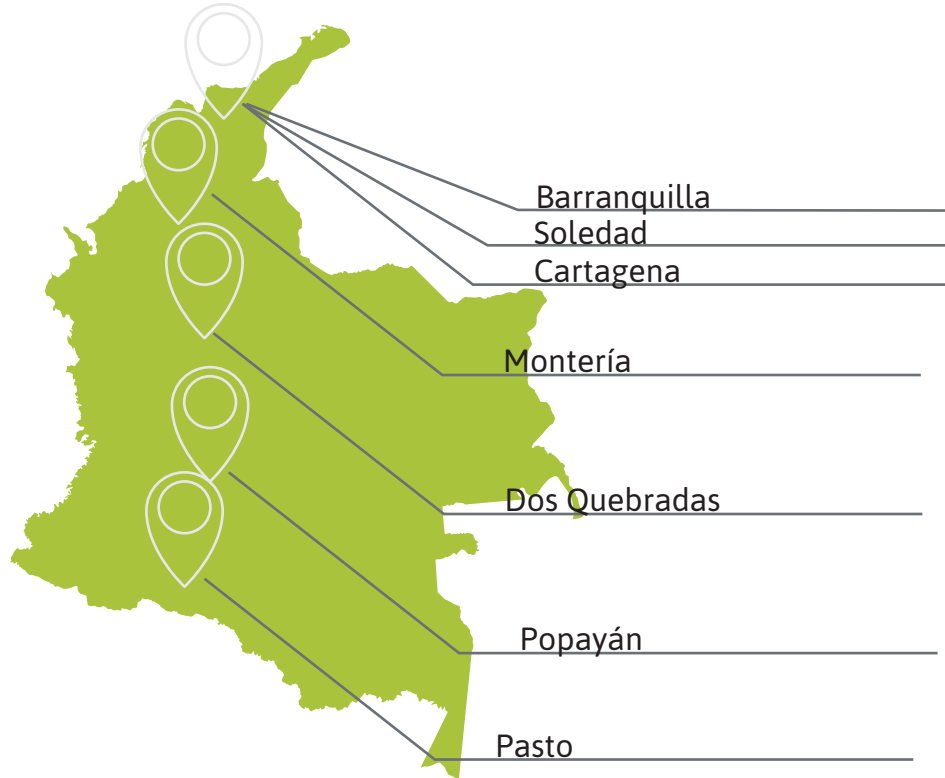 Barranquilla
Soledad
Cartagena
Montería
Dos Quebradas
Popayán
Pasto